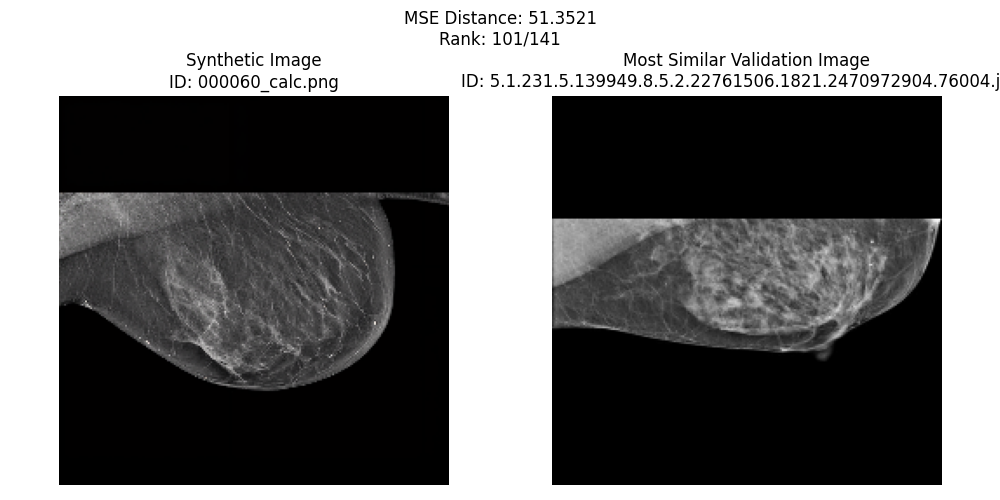 MSE Distance: 51.3521
Rank: 101/141
Synthetic Image
ID: 000060_calc.png
Most Similar Validation Image
ID: 5.1.231.5.139949.8.5.2.22761506.1821.2470972904.76004.j